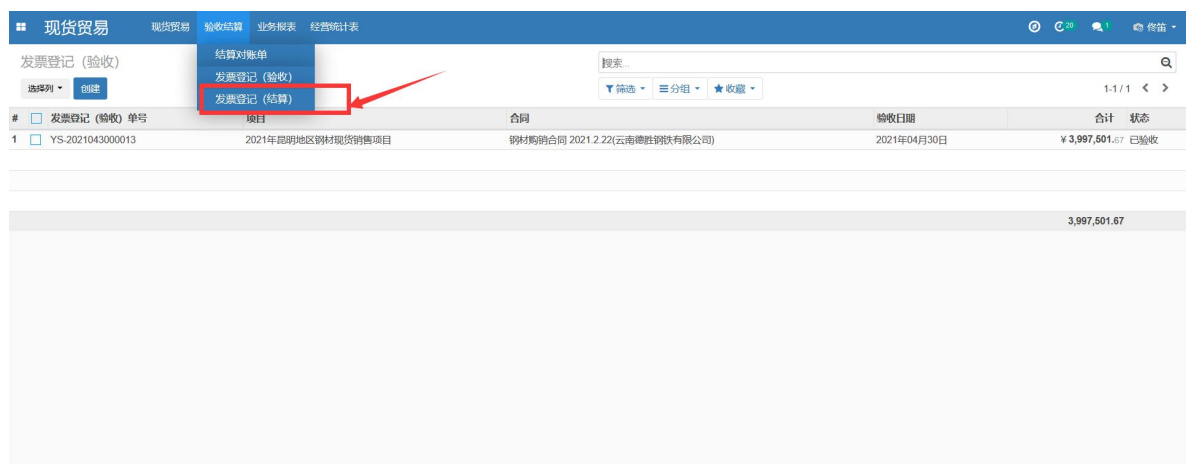 现货贸易 现货贸易 验收结算 业务报表 经营统计表 20 1 佟笛
发票登记（验收）
结算对账单
搜索...
选择列 创建
发票登记（验收）
筛选 分组 收藏
1-1 / 1
发票登记（结算）
# 发票登记（验收）单号 项目 合同 验收日期 合计 状态
1 YS-2021043000013 2021年昆明地区钢材现货销售项目 钢材购销合同 2021.2.22(云南德胜钢铁有限公司) 2021年04月30日 ¥ 3,997,501.67 已验收
3,997,501.67